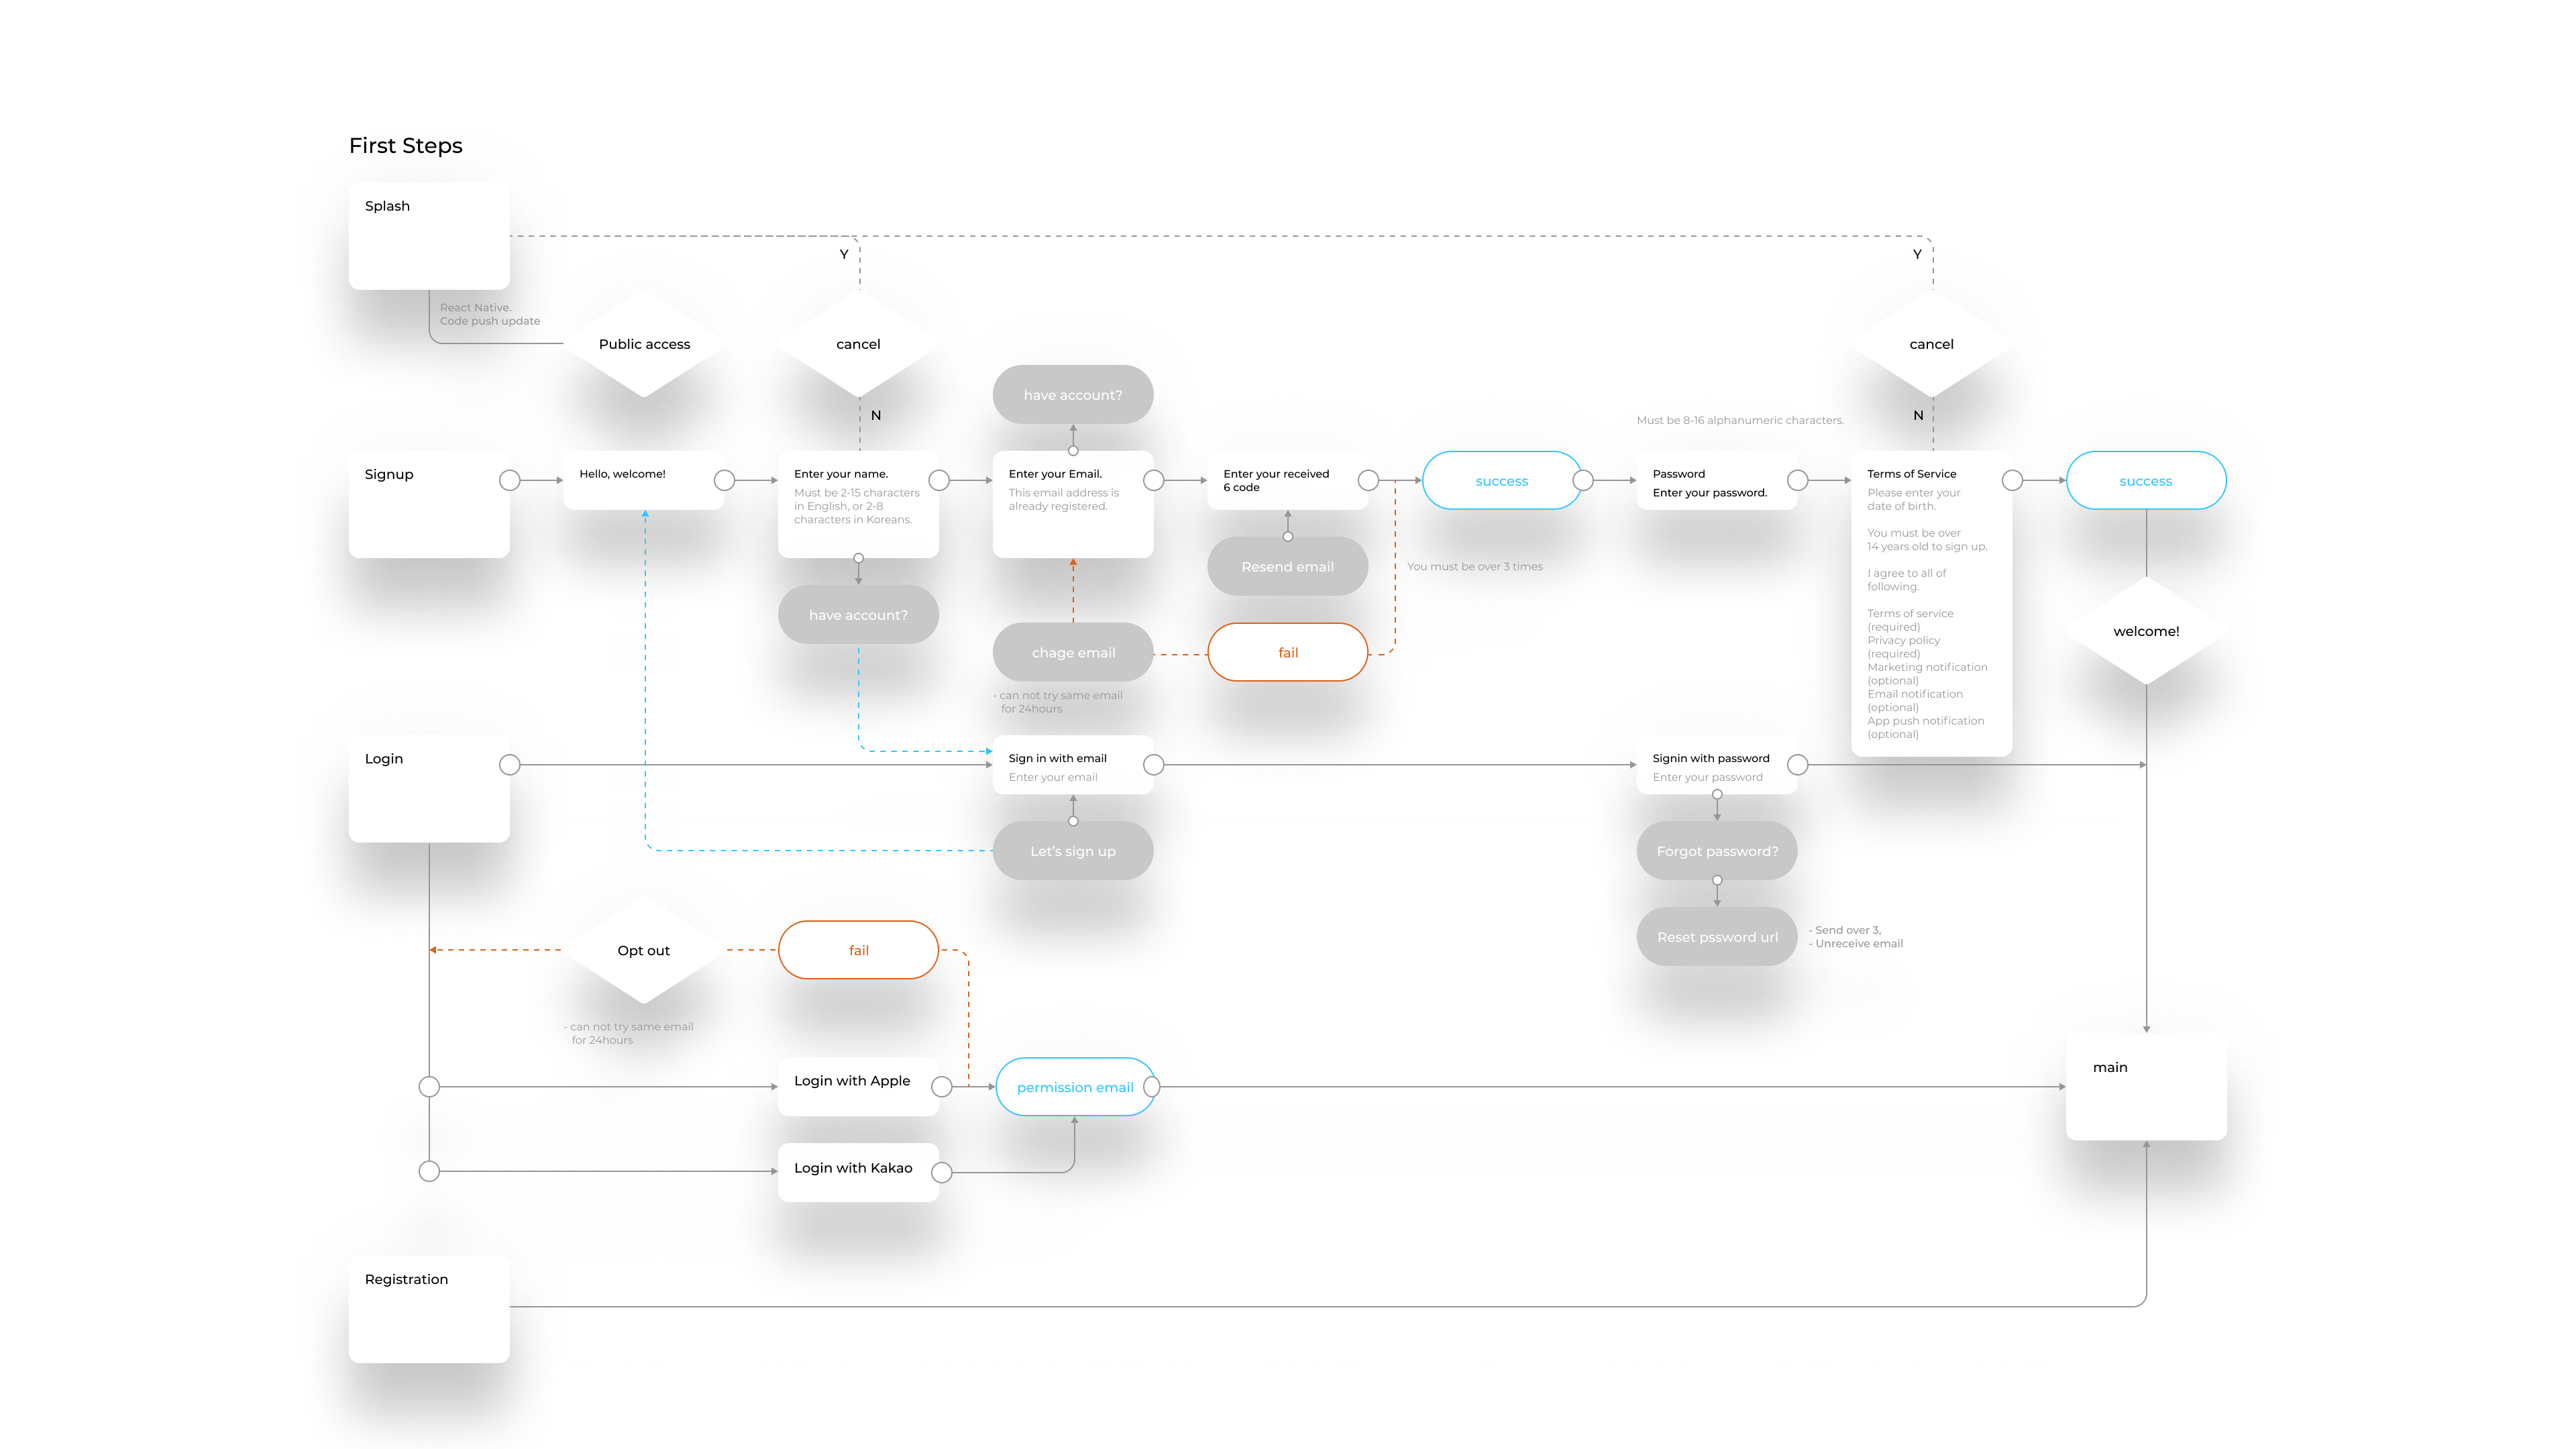 First Steps
Splash
Y
Y
React Native.
Code push update
Public access
cancel
cancel
have account?
N
N
Must be 8-16 alphanumeric characters.
Signup
Hello, welcome!
Enter your name.
Must be 2-15 characters
in English, or 2-8
characters in Koreans.
Enter your Email.
This email address is
already registered.
Enter your received
6 code
success
Password
Enter your password.
Terms of Service
Please enter your
date of birth.
You must be over
14 years old to sign up.
I agree to all of
following.
Terms of service
(required)
Privacy policy
(required)
Marketing notification
(optional)
Email notification
(optional)
App push notification
(optional)
success
Resend email
You must be over 3 times
have account?
chage email
fail
welcome!
- can not try same email
for 24hours
Login
Sign in with email
Enter your email
Signin with password
Enter your password
Let's sign up
Forgot password?
Opt out
fail
Reset pssword url
- Send over 3,
- Unreceive email
- can not try same email
for 24hours
Login with Apple
permission email
main
Login with Kakao
Registration